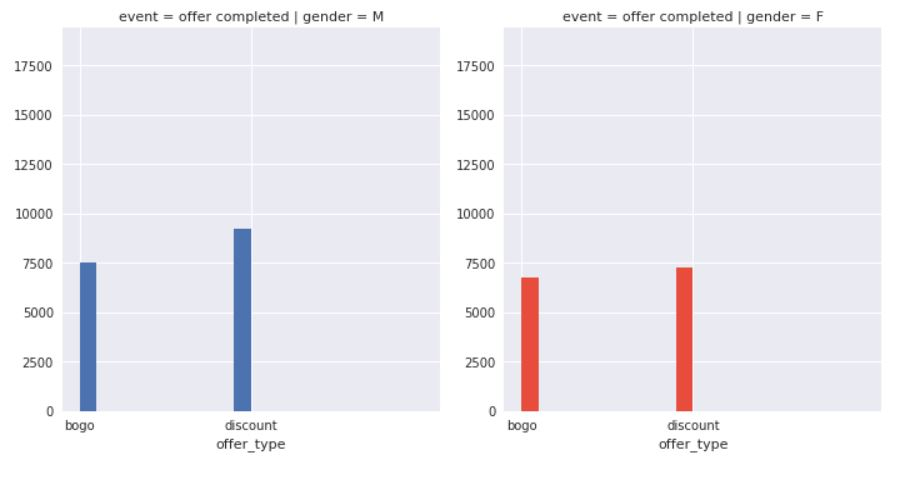 event = offer completed | gender = M
17500
15000
12500
10000
7500
5000
2500
0
bogo discount
offer_type
event = offer completed | gender = F
17500
15000
12500
10000
7500
5000
2500
0
bogo discount
offer_type